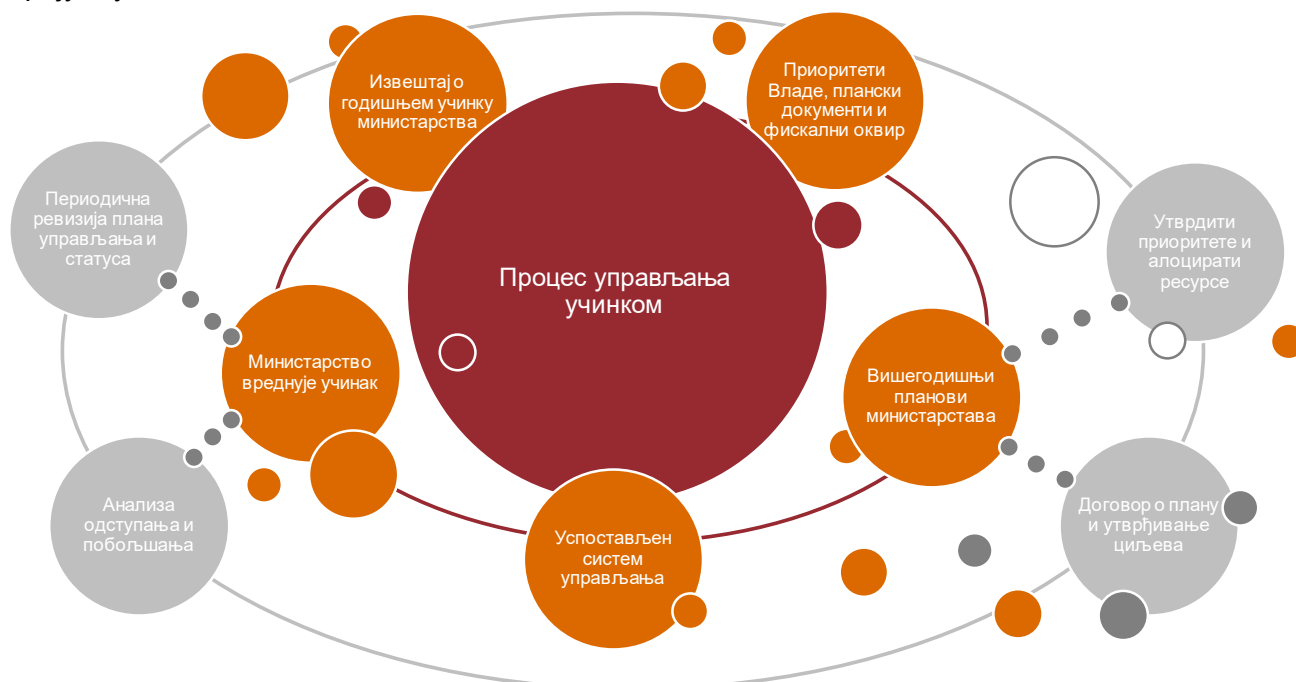 Извештај о
годишњем учинку
министарства
Приоритети
Владе, плански
документи и
фискални оквир
Периодична
ревизија плана
управљања и
статуса
Утврдити
приоритете и
алоцирати
ресурсе
Процес управљања
учинком
Министарство
вреднује учинак
Вишегодишњи
планови
министарстава
Анализа
одступања и
побољшања
Договор о плану
и утврђивање
циљева
Успостављен
систем
управљања